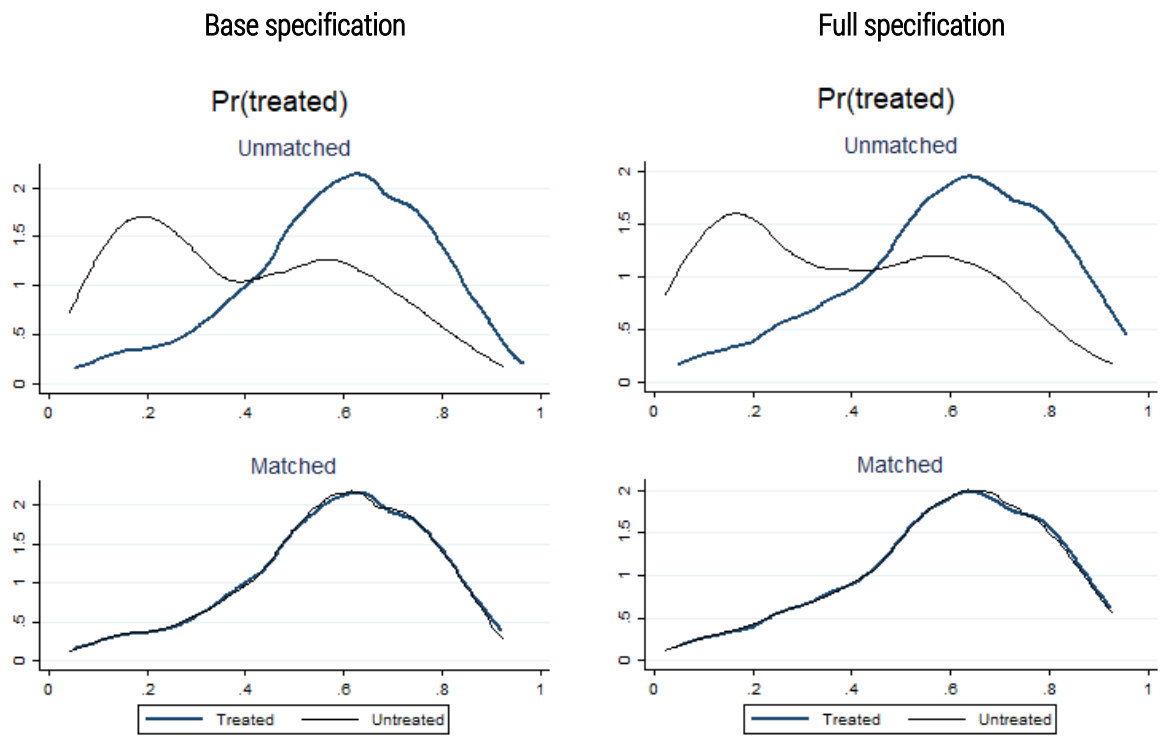 Base specification
Full specification
Pr(treated)
Pr(treated)
Unmatched
Unmatched
2
1.5
1
.5
0
0 .2 .4 .6 .8 1
2
1.5
1
.5
0
0 .2 .4 .6 .8 1
Matched
Matched
2
1.5
1
.5
0
0 .2 .4 .6 .8 1
2
1.5
1
.5
0
0 .2 .4 .6 .8 1
Treated Untreated
Treated Untreated